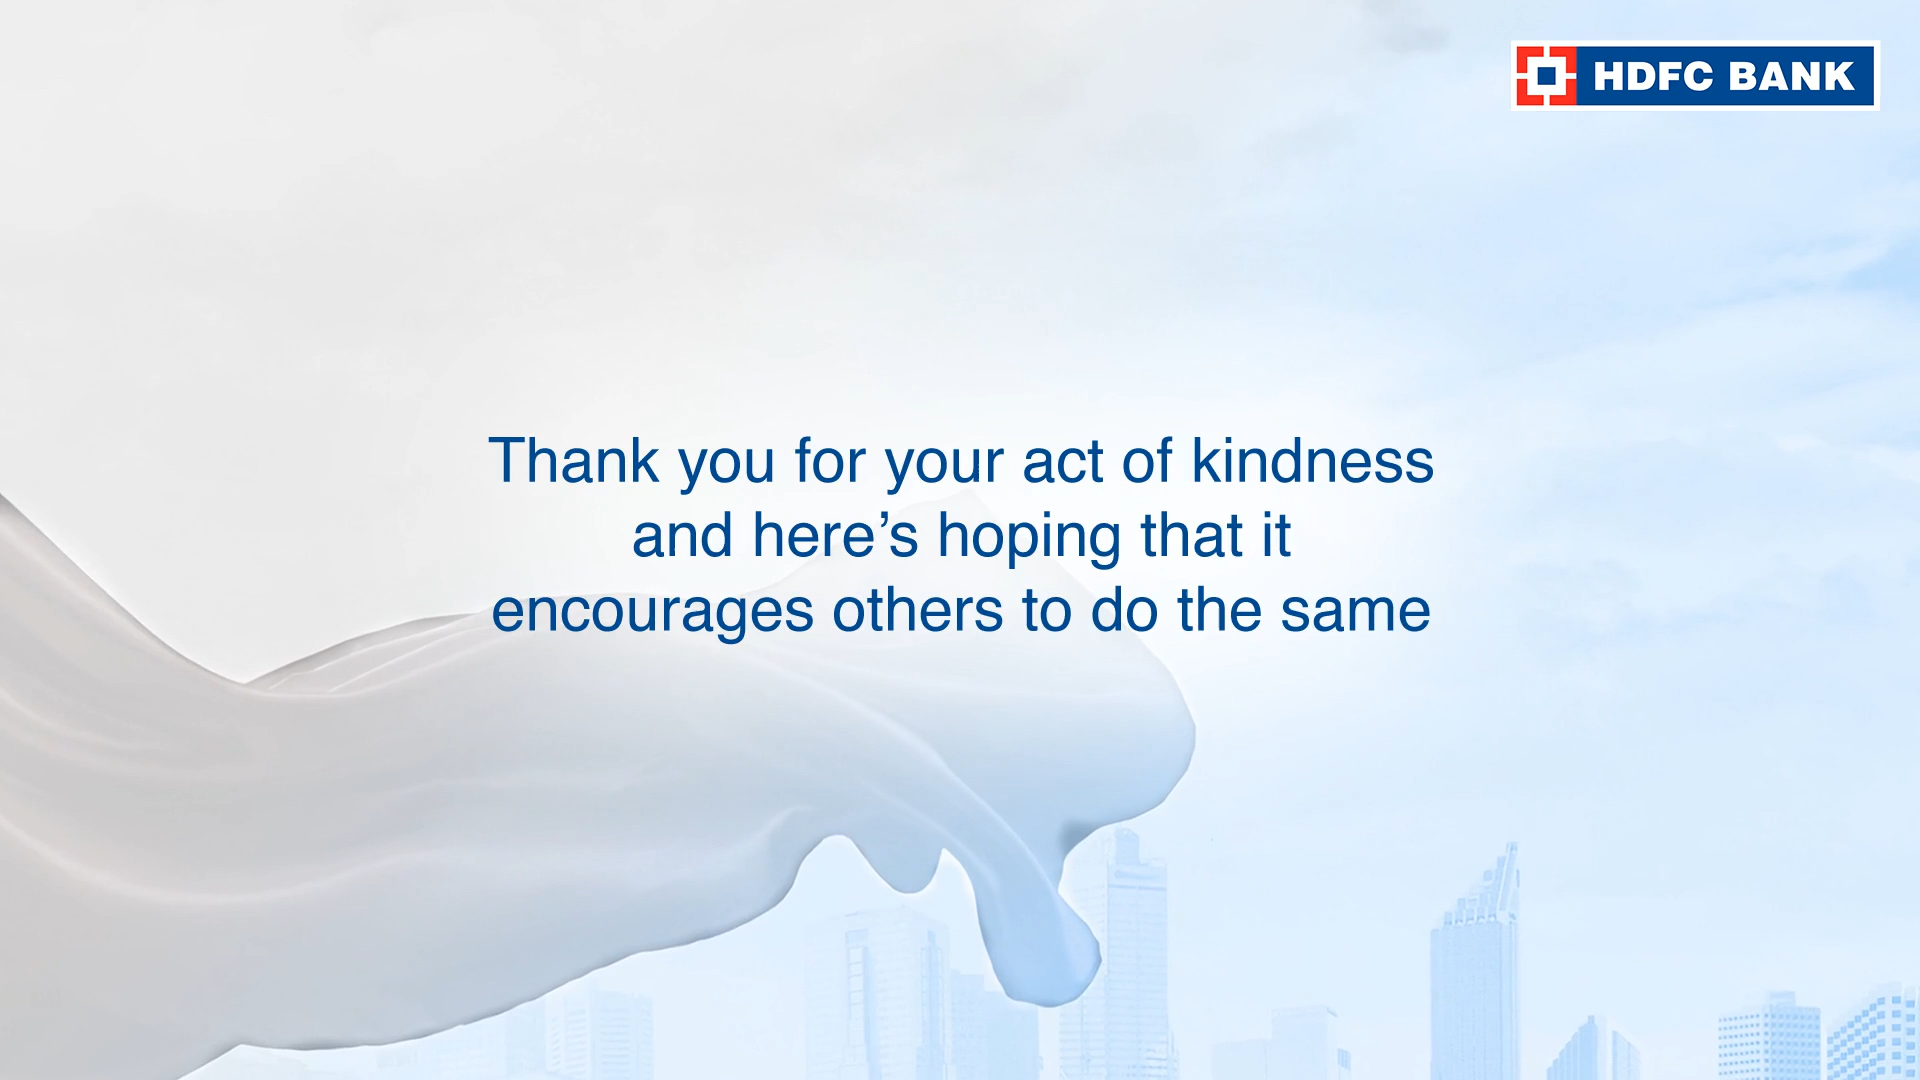 HDFC BANK
Thank you for your act of kindness
and here’s hoping that it
encourages others to do the same